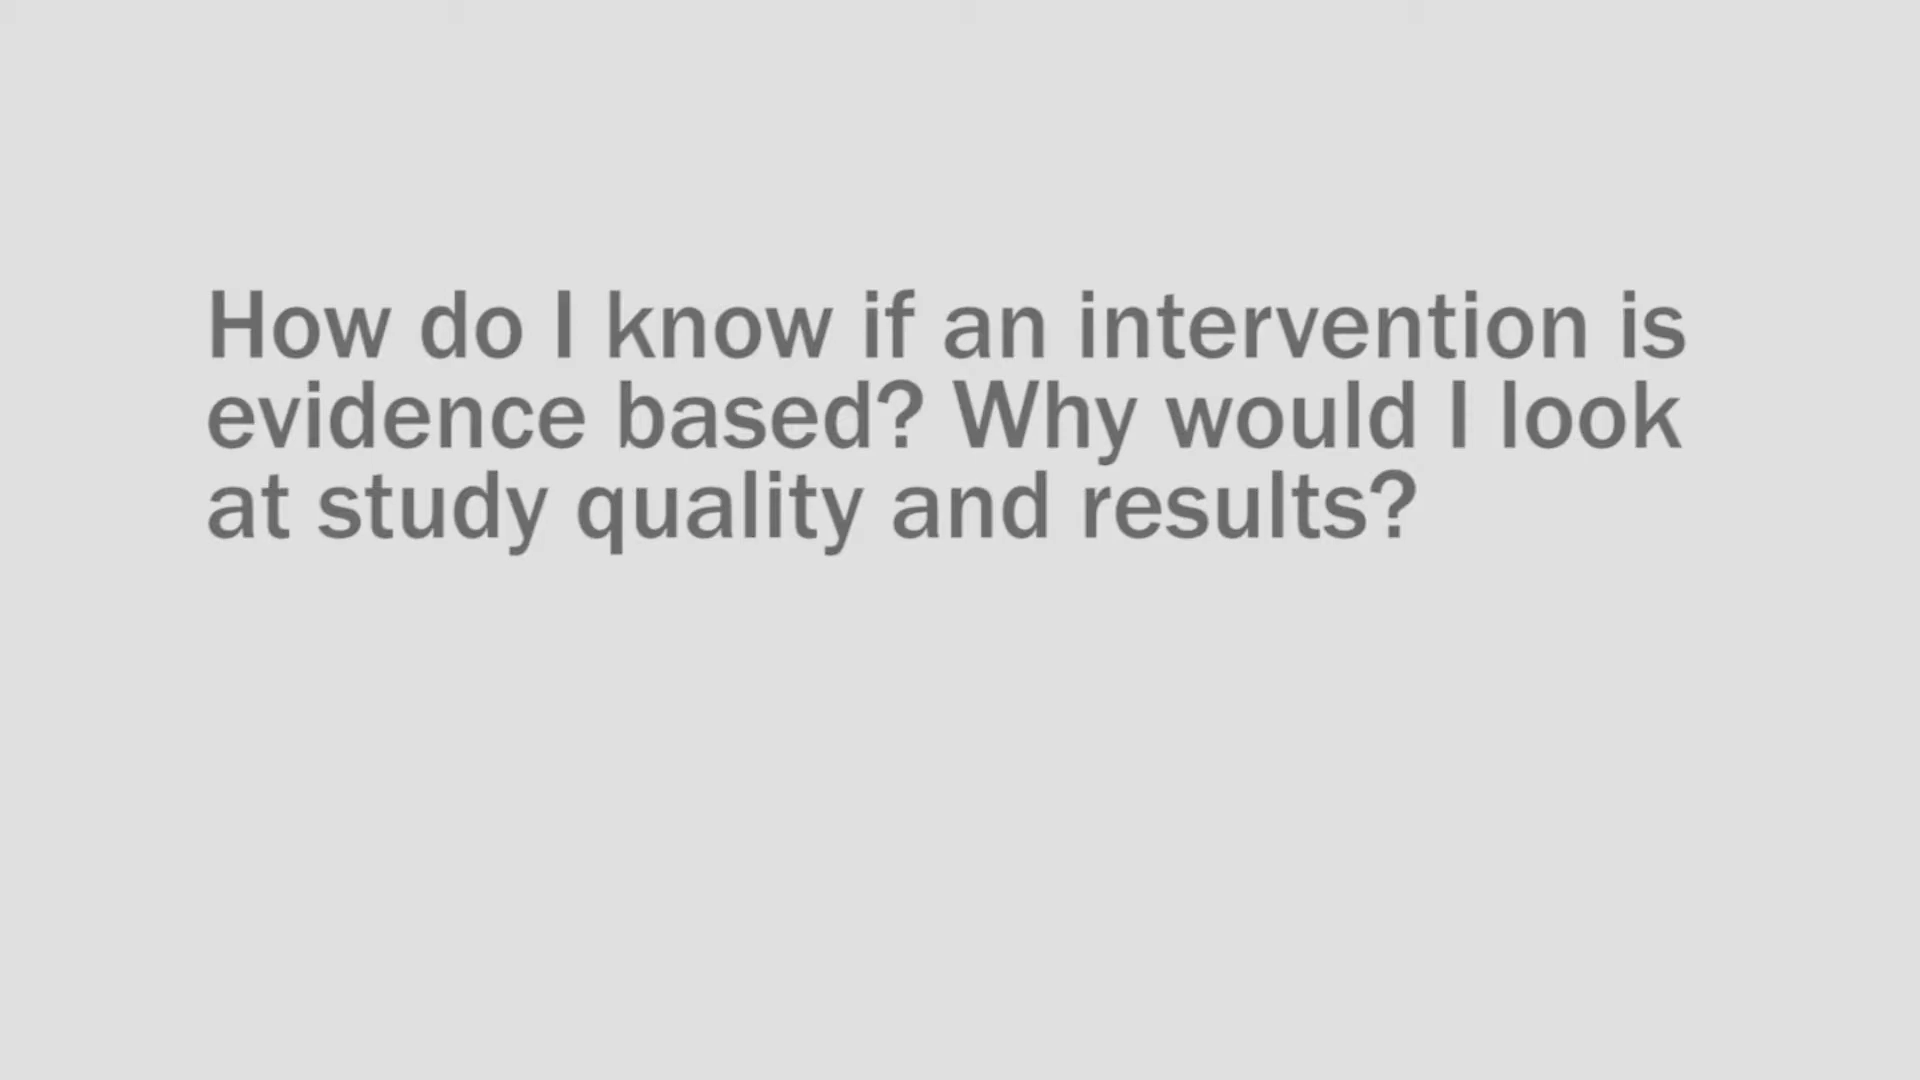 How do I know if an intervention is
evidence based? Why would I look
at study quality and results?